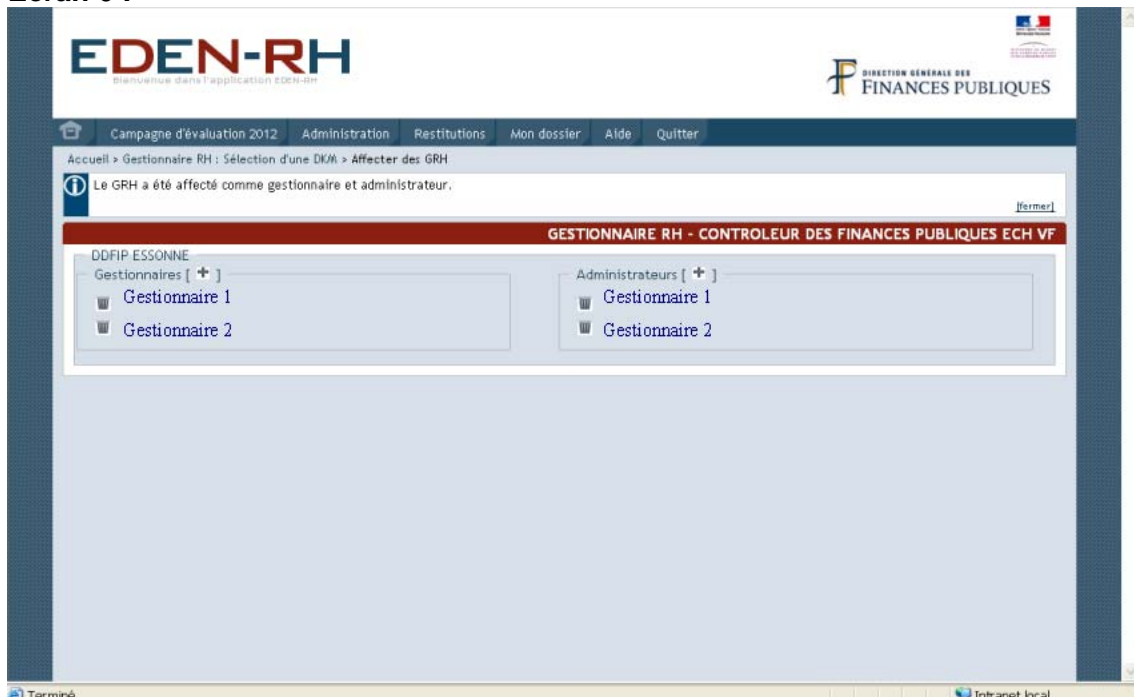 EDEN-RH
Bienvenue dans l'application EDEN-RH
DIRECTION GÉNÉRALE DES
FINANCES PUBLIQUES
Campagne d'évaluation 2012 Administration Restitutions Mon dossier Aide Quitter
Accueil > Gestionnaire RH : Sélection d'une DK/M > Affecter des GRH
Le GRH a été affecté comme gestionnaire et administrateur.
[fermer]
GESTIONNAIRE RH - CONTROLEUR DES FINANCES PUBLIQUES ECH VF
DDFIP ESSONNE
Gestionnaires [ + ] Administrateurs [ + ]
Gestionnaire 1 Gestionnaire 1
Gestionnaire 2 Gestionnaire 2
Terminé Intranet local